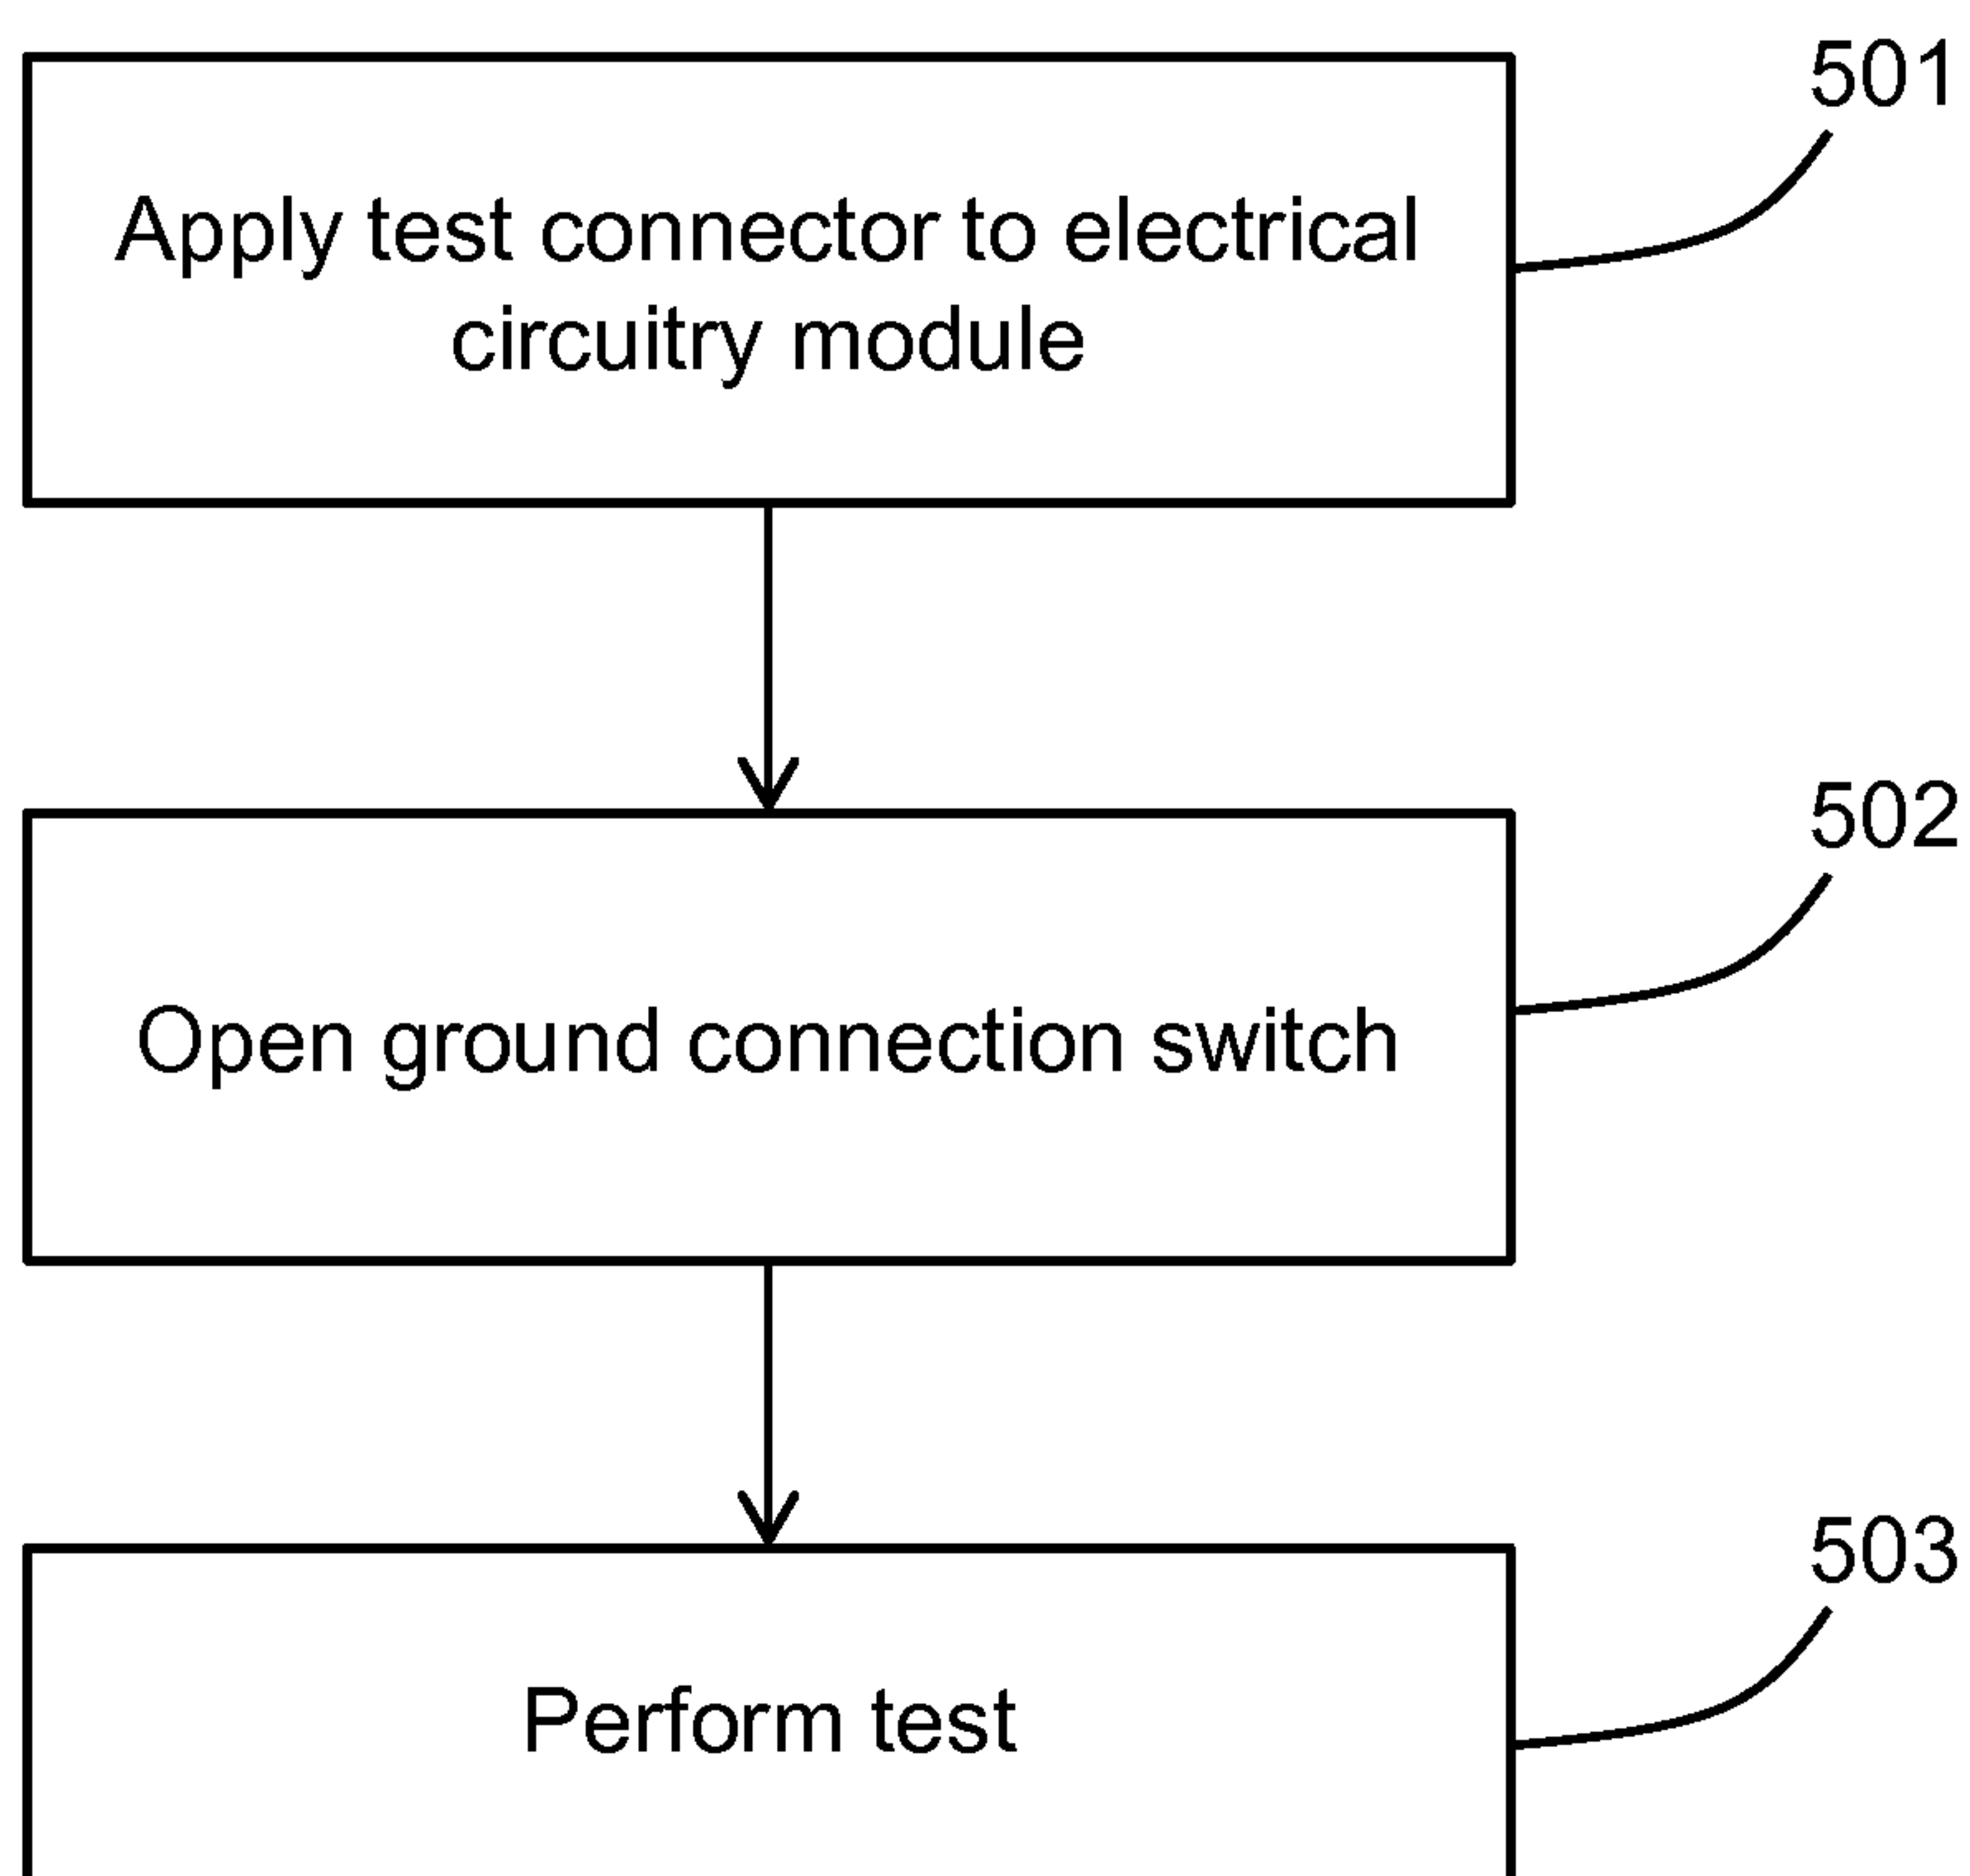 501
Apply test connector to electrical
circuitry module
502
Open ground connection switch
503
Perform test